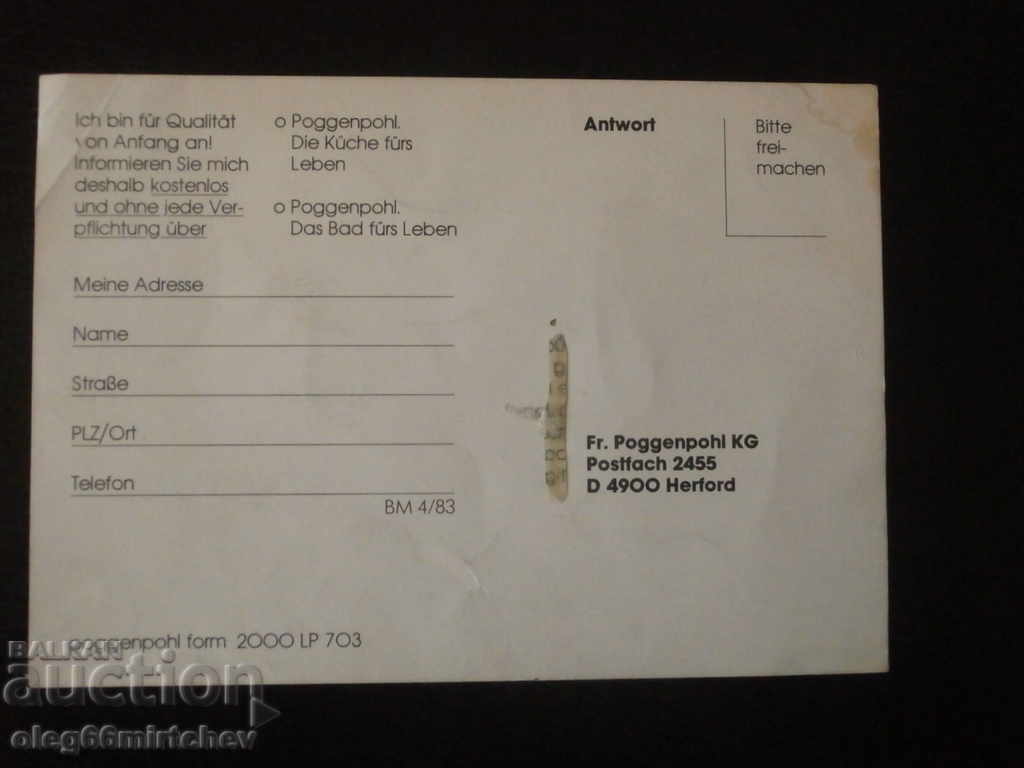 Ich bin für Qualität
von Anfang an!
Informieren Sie mich
deshalb kostenlos
und ohne jede Ver-
pflichtung über
o Poggenpohl.
Die Küche fürs
Leben
o Poggenpohl.
Das Bad fürs Leben
Meine Adresse
Name
Straße
PLZ/Ort
Telefon
BM 4/83
poggenpohl form 2000 LP 703
Antwort
Bitte
frei-
machen
Fr. Poggenpohl KG
Postfach 2455
D 4900 Herford
BALKAN
auction
oleg66mirtchev